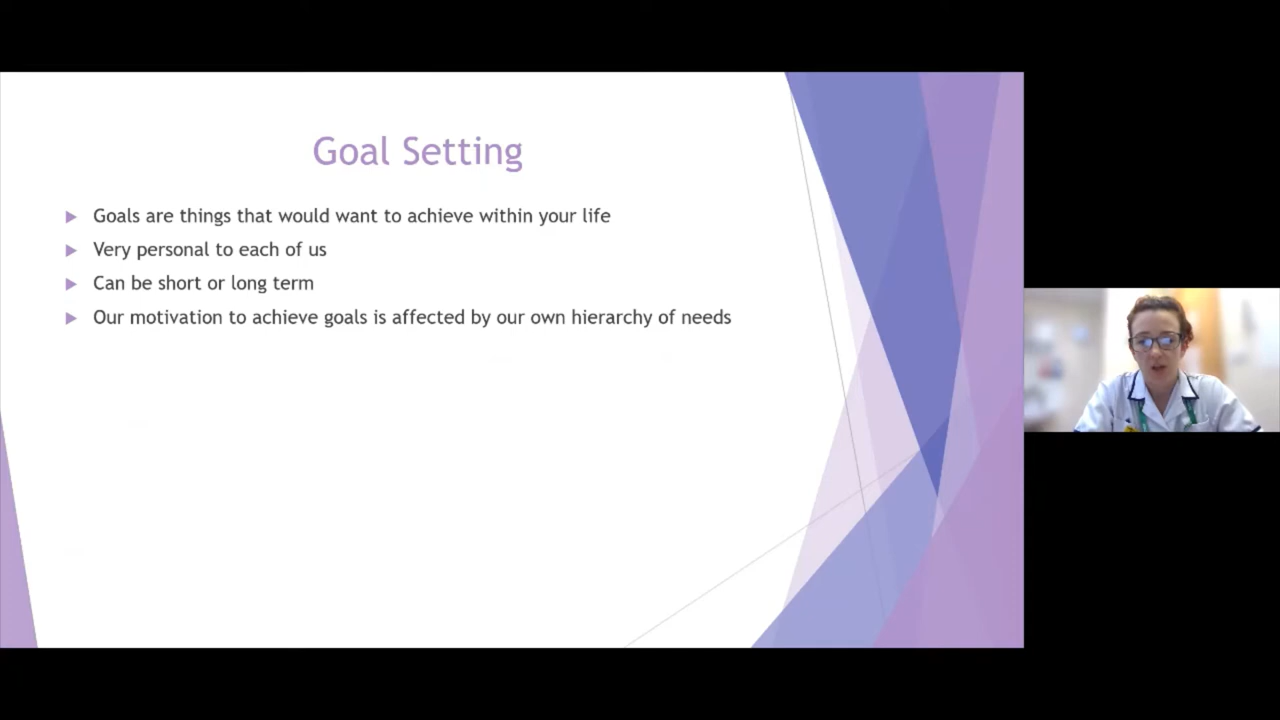 Goal Setting
Goals are things that would want to achieve within your life
Very personal to each of us
Can be short or long term
Our motivation to achieve goals is affected by our own hierarchy of needs